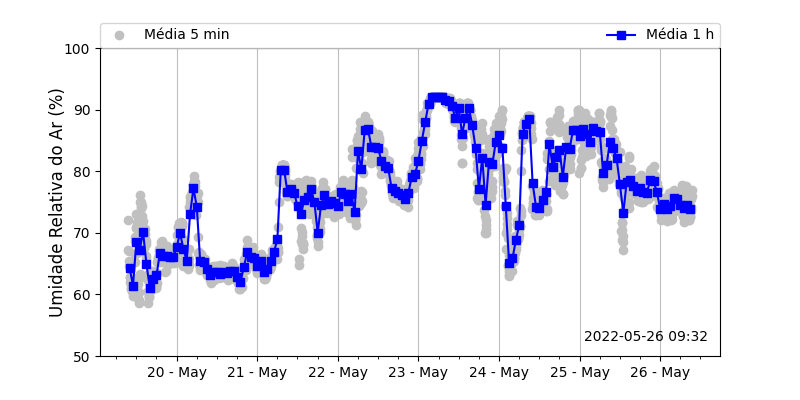 Média 5 min Média 1 h
Umidade Relativa do Ar (%)
100
90
80
70
60
50
2022-05-26 09:32
20 - May 21 - May 22 - May 23 - May 24 - May 25 - May 26 - May